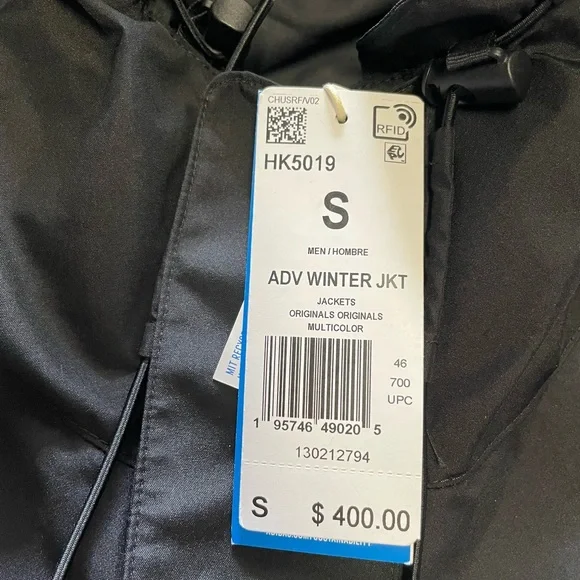 CHUSRF/V02
RFID
HK5019
S
MEN / HOMBRE
ADV WINTER JKT
JACKETS
ORIGINALS ORIGINALS
MULTICOLOR
46
700
UPC
1 95746 49020 5
130212794
S $ 400.00
MIT